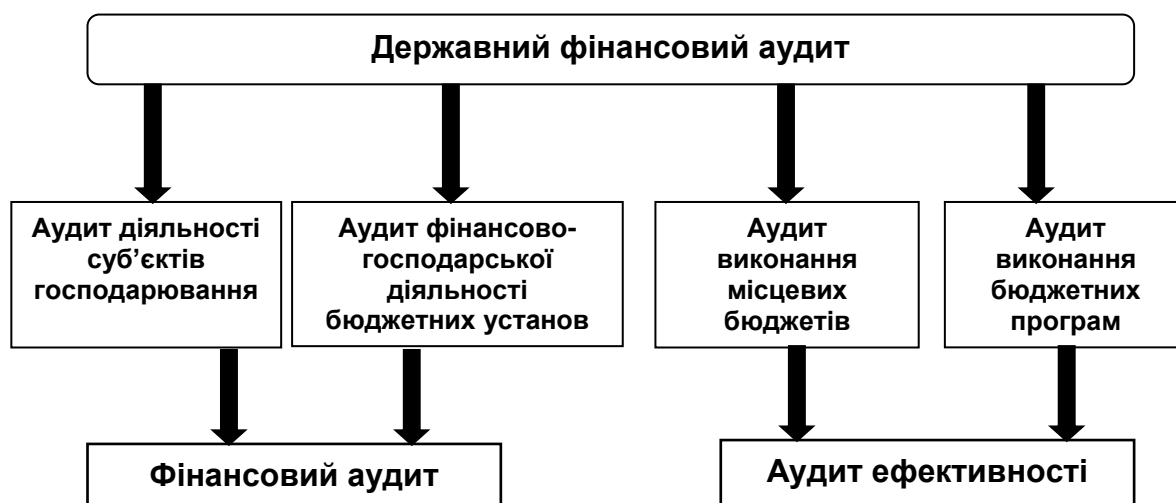 Державний фінансовий аудит
Аудит діяльності
суб’єктів
господарювання
Аудит фінансово-
господарської
діяльності
бюджетних установ
Аудит
виконання
місцевих
бюджетів
Аудит
виконання
бюджетних
програм
Фінансовий аудит
Аудит ефективності